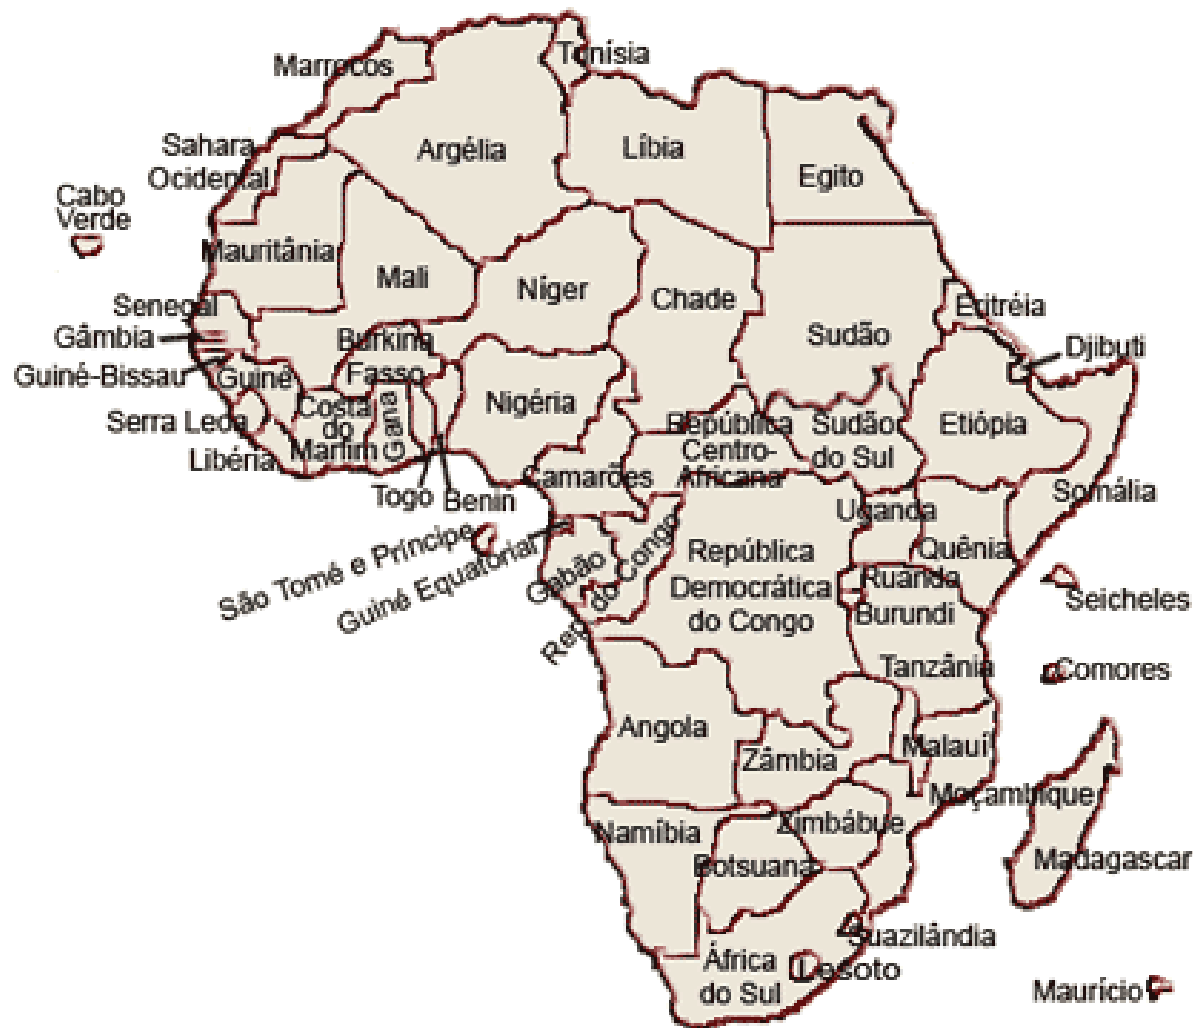 Tunísia
Marrocos
Sahara
Ocidental
Argélia
Líbia
Egito
Cabo
Verde
Mauritânia
Mali
Níger
Chade
Sudão
Eritréia
Senegal
Gâmbia
Guiné-Bissau
Guiné
Burkina
Fasso
Djibuti
Serra Leoa
Costa
do
Marfim
Gana
Nigéria
República
Centro-
Africana
Sudão
do Sul
Etiópia
Libéria
Togo
Benin
Camarões
Somália
São Tomé e Príncipe
Guiné Equatorial
Gabão
Rep. do Congo
República
Democrática
do Congo
Uganda
Quênia
Ruanda
Burundi
Seicheles
Tanzânia
Comores
Angola
Zâmbia
Malauí
Moçambique
Namíbia
Zimbábue
Botsuana
Madagascar
Suazilândia
África
do Sul
Lesoto
Maurício